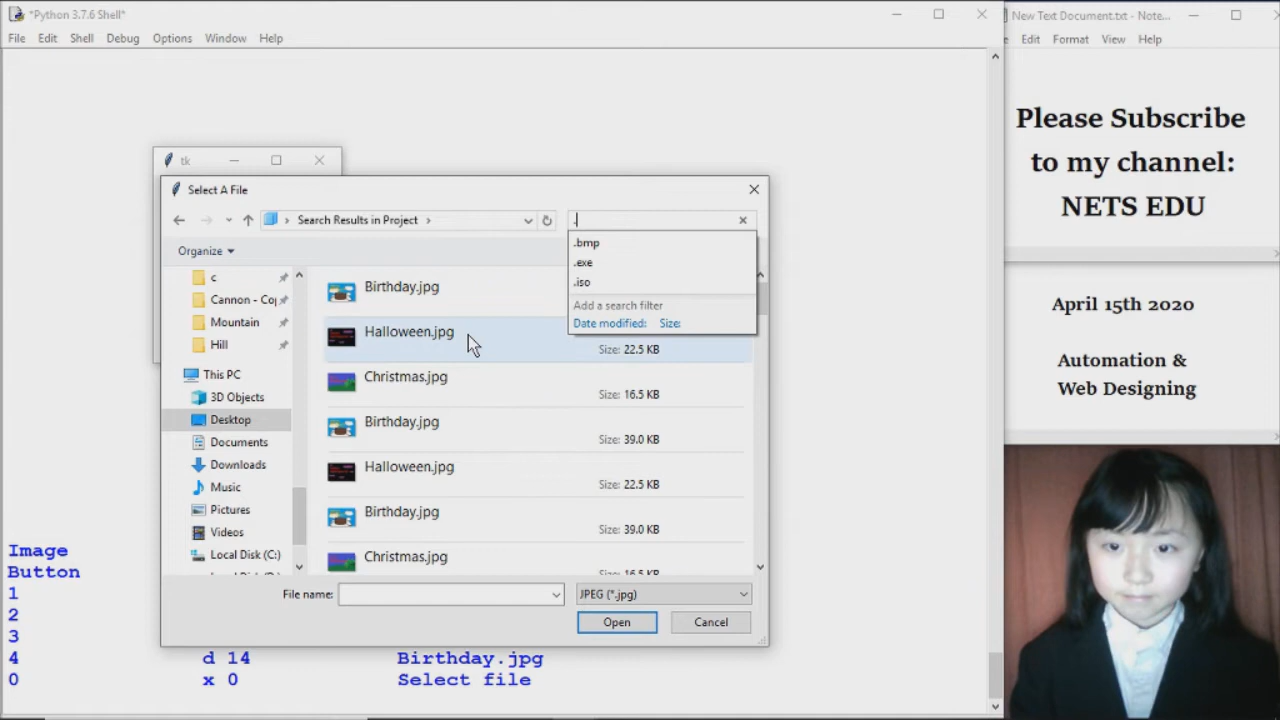 *Python 3.7.6 Shell*
File Edit Shell Debug Options Window Help
New Text Document.txt - Note...
Edit Format View Help
Please Subscribe
to my channel:
NETS EDU
April 15th 2020
Automation &
Web Designing
tk
Select A File
Search Results in Project
.
.bmp
.exe
.iso
Add a search filter
Date modified: Size:
Organize
c
Cannon - Co
Mountain
Hill
This PC
3D Objects
Desktop
Documents
Downloads
Music
Pictures
Videos
Local Disk (C:)
Birthday.jpg
Halloween.jpg
Size: 22.5 KB
Christmas.jpg
Size: 16.5 KB
Birthday.jpg
Size: 39.0 KB
Halloween.jpg
Size: 22.5 KB
Birthday.jpg
Size: 39.0 KB
Christmas.jpg
Size: 16.5 KB
File name:
JPEG (*.jpg)
Open Cancel
Image
Button
1
2
3
4 d 14 Birthday.jpg
0 x 0 Select file